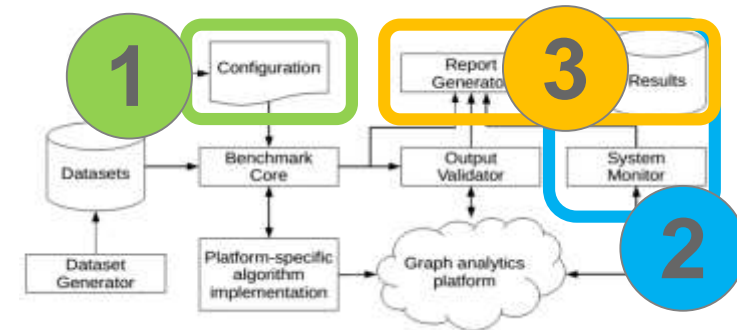 1
Configuration
Report
Generator
3
Results
Datasets
Benchmark
Core
Output
Validator
System
Monitor
2
Dataset
Generator
Platform-specific
algorithm
implementation
Graph analytics
platform